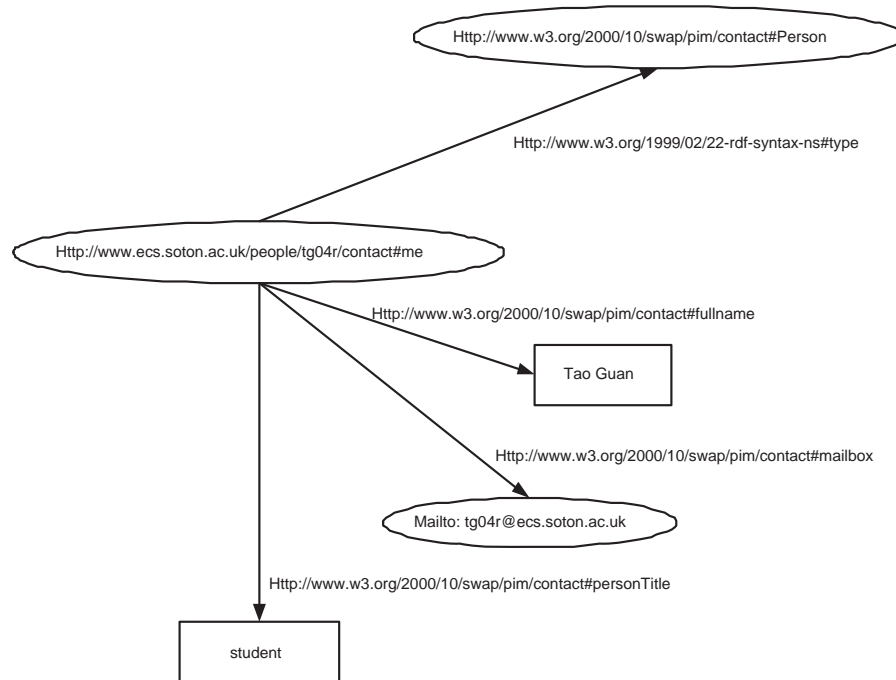 Http://www.w3.org/2000/10/swap/pim/contact#Person
Http://www.w3.org/1999/02/22-rdf-syntax-ns#type
Http://www.ecs.soton.ac.uk/people/tg04r/contact#me
Http://www.w3.org/2000/10/swap/pim/contact#fullname
Tao Guan
Http://www.w3.org/2000/10/swap/pim/contact#mailbox
Mailto: tg04r@ecs.soton.ac.uk
Http://www.w3.org/2000/10/swap/pim/contact#personTitle
student